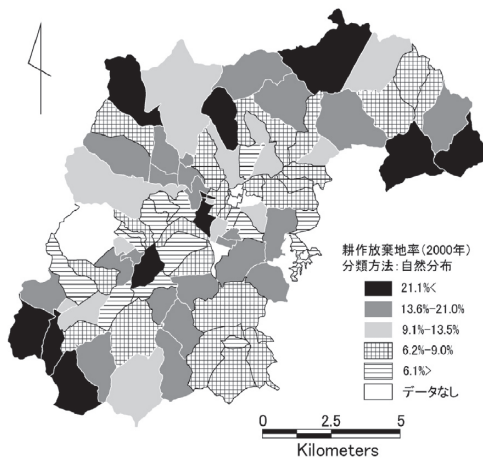 耕作放棄地率(2000年)
分類方法:自然分布
21.1%<
13.6%-21.0%
9.1%-13.5%
6.2%-9.0%
6.1%>
データなし
0 2.5 5
Kilometers